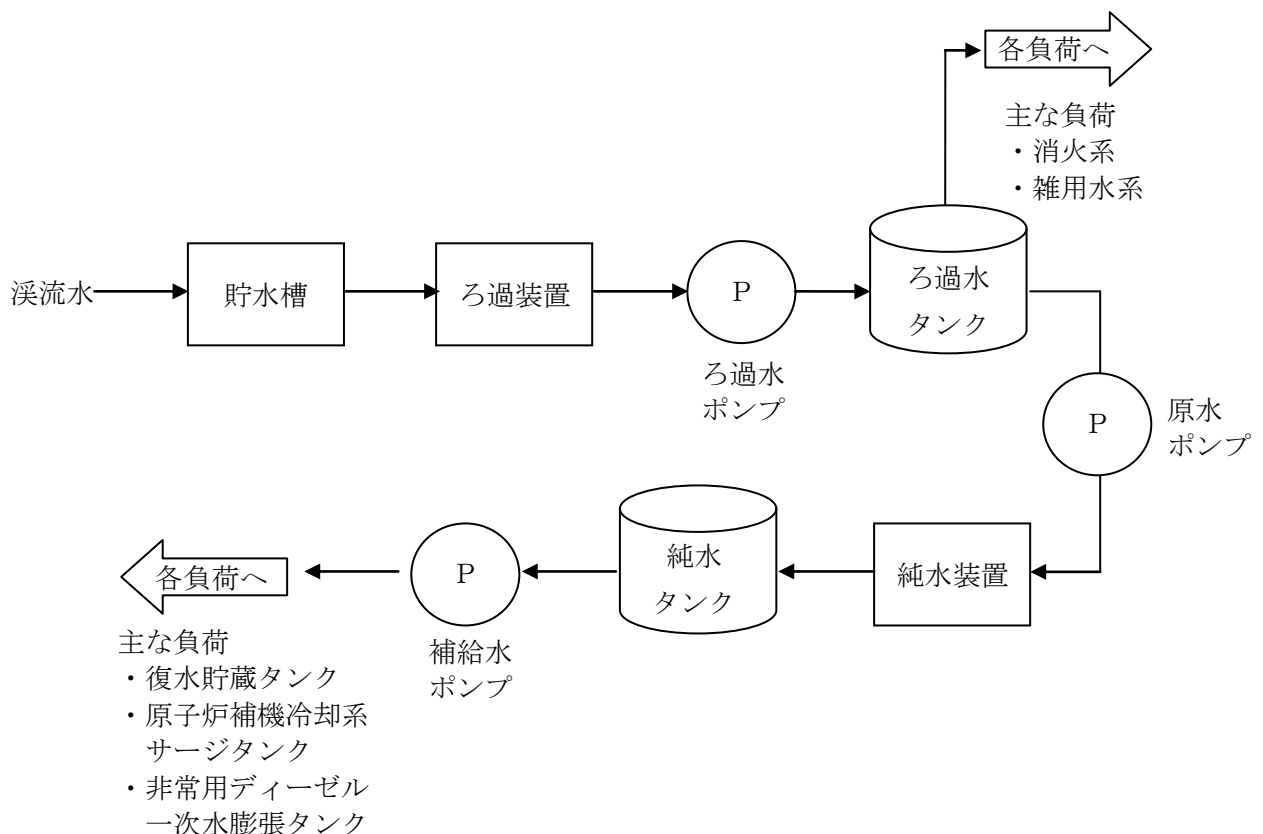 各負荷へ
主な負荷
・消火系
・雑用水系
渓流水
貯水槽
ろ過装置
P
ろ過水
ポンプ
ろ過水
タンク
P
原水
ポンプ
純水装置
純水
タンク
P
補給水
ポンプ
各負荷へ
主な負荷
・復水貯蔵タンク
・原子炉補機冷却系
サージタンク
・非常用ディーゼル
一次水膨張タンク